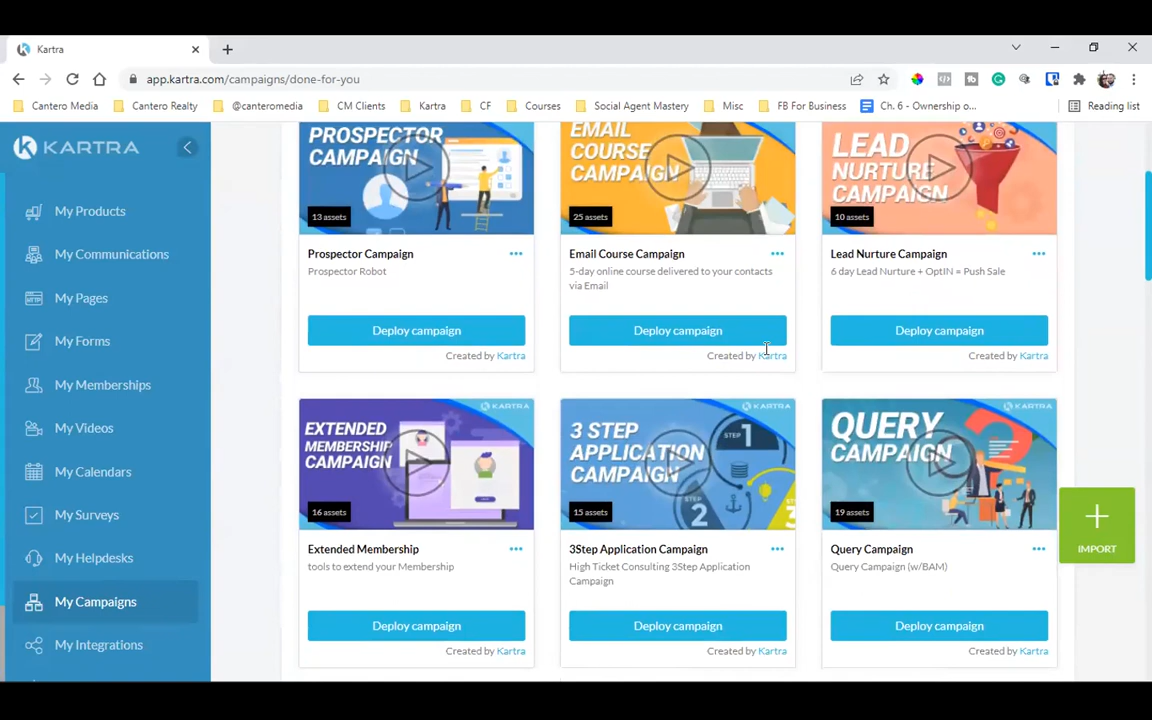 Kartra
app.kartra.com/campaigns/done-for-you
Cantero Media
Cantero Realty
@canteromedia
CM Clients
Kartra
CF
Courses
Social Agent Mastery
Misc
FB For Business
Ch. 6 - Ownership o...
Reading list
KARTRA
My Products
My Communications
My Pages
My Forms
My Memberships
My Videos
My Calendars
My Surveys
My Helpdesks
My Campaigns
My Integrations
PROSPECTOR
CAMPAIGN
13 assets
Prospector Campaign
Prospector Robot
Deploy campaign
Created by Kartra
EMAIL
COURSE
CAMPAIGN
25 assets
Email Course Campaign
5-day online course delivered to your contacts
via Email
Deploy campaign
Created by Kartra
LEAD
NURTURE
CAMPAIGN
10 assets
Lead Nurture Campaign
6 day Lead Nurture + OptIN = Push Sale
Deploy campaign
Created by Kartra
KARTRA
EXTENDED
MEMBERSHIP
CAMPAIGN
16 assets
Extended Membership
tools to extend your Membership
Deploy campaign
Created by Kartra
KARTRA
3 STEP
APPLICATION
CAMPAIGN
STEP
1
STEP
2
3
15 assets
3Step Application Campaign
High Ticket Consulting 3Step Application
Campaign
Deploy campaign
Created by Kartra
KARTRA
QUERY
CAMPAIGN
19 assets
Query Campaign
Query Campaign (w/BAM)
Deploy campaign
Created by Kartra
IMPORT